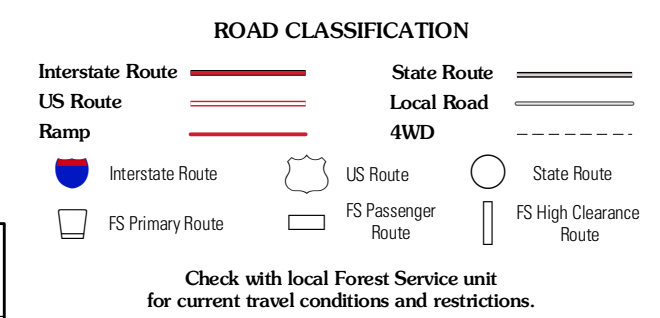 ROAD CLASSIFICATION
Interstate Route
State Route
US Route
Local Road
Ramp
4WD
Interstate Route
US Route
State Route
FS Primary Route
FS Passenger
Route
FS High Clearance
Route
Check with local Forest Service unit
for current travel conditions and restrictions.